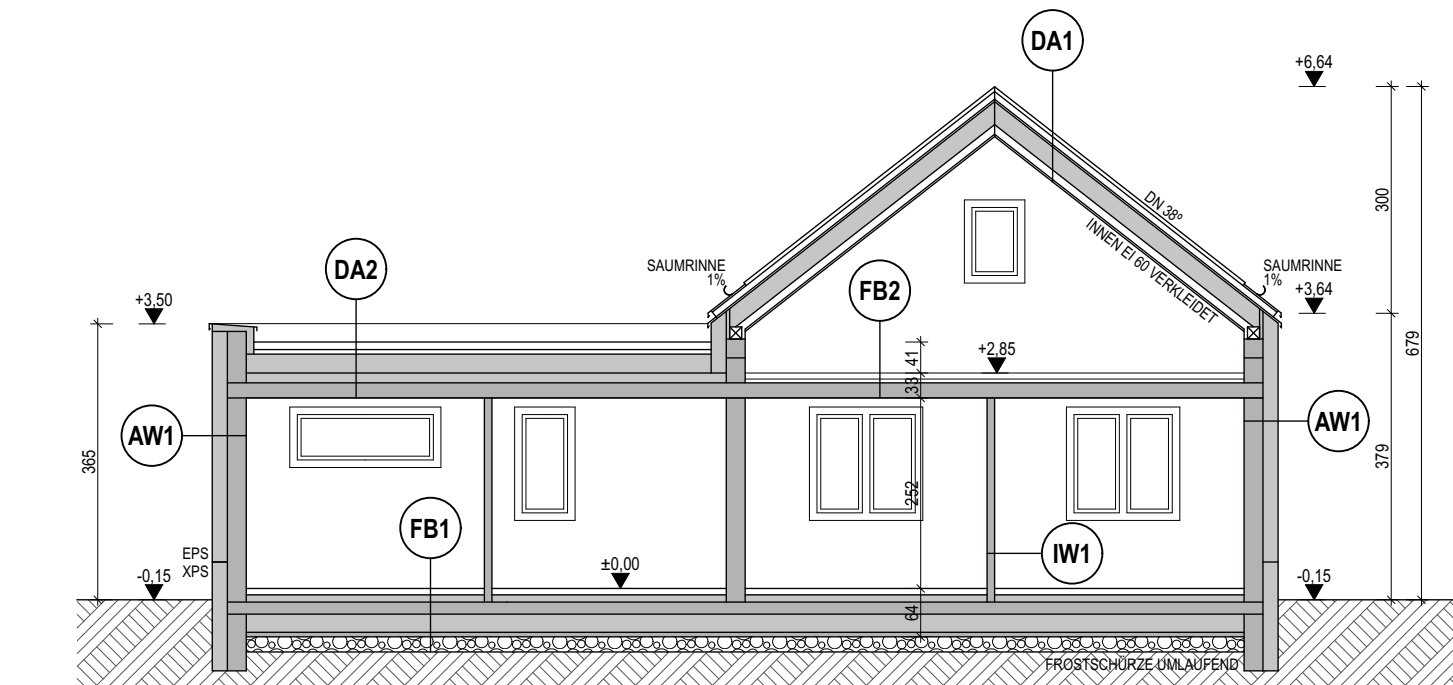 DA1
+6,64
DN 38°
300
INNEN EI 60 VERKLEIDET
SAUMRINNE
1%
SAUMRINNE
1%
DA2
FB2
+3,50
+3,64
679
+2,85
41
33
AW1
AW1
365
379
252
FB1
IW1
EPS
XPS
±0,00
-0,15
-0,15
64
FROSTSCHÜRZE UMLAUFEND